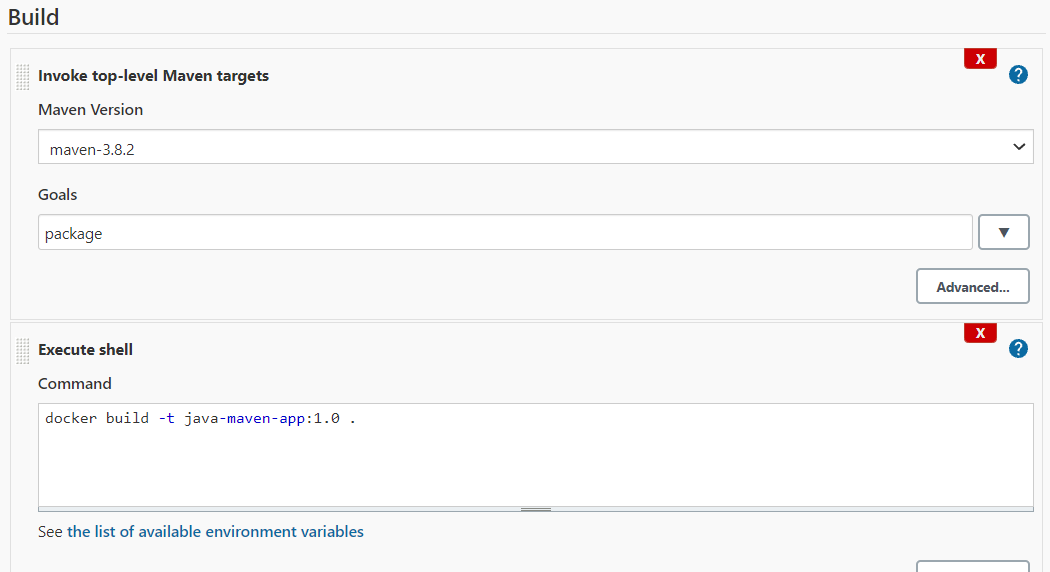 Build
X
Invoke top-level Maven targets
?
Maven Version
maven-3.8.2
Goals
package
▼
Advanced...
X
Execute shell
?
Command
docker build -t java-maven-app:1.0 .
See the list of available environment variables